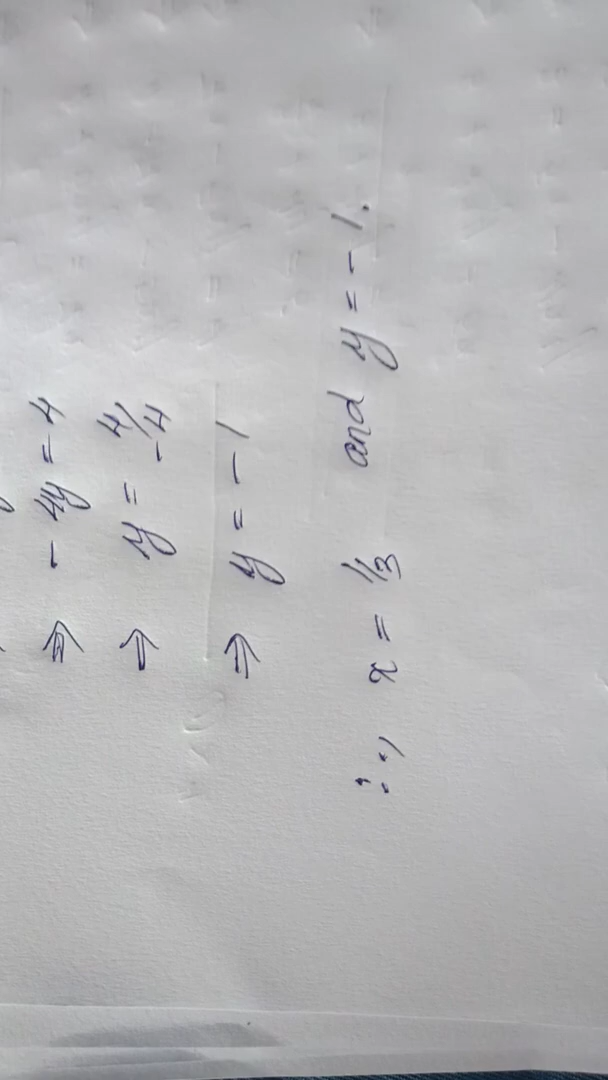 ⇒ - 4y = 4
⇒ y = 4/-4
⇒ y = - 1
∴, x = 1/3 and y = - 1.